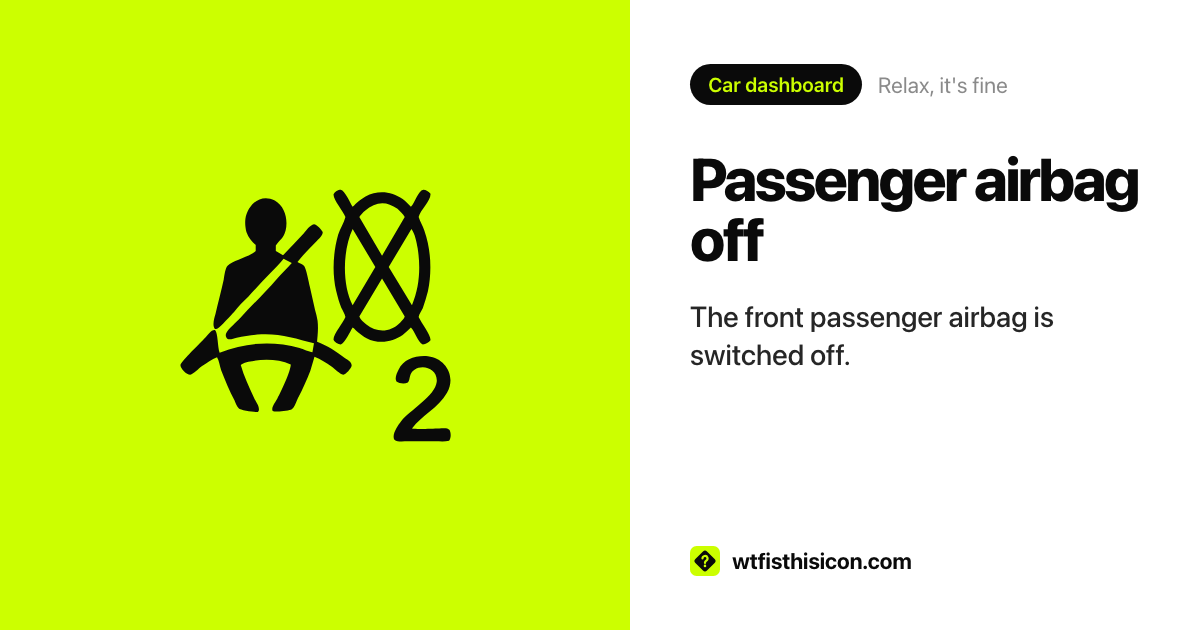 2
Car dashboard
Relax, it's fine
Passenger airbag
off
The front passenger airbag is
switched off.
wtfisthisicon.com